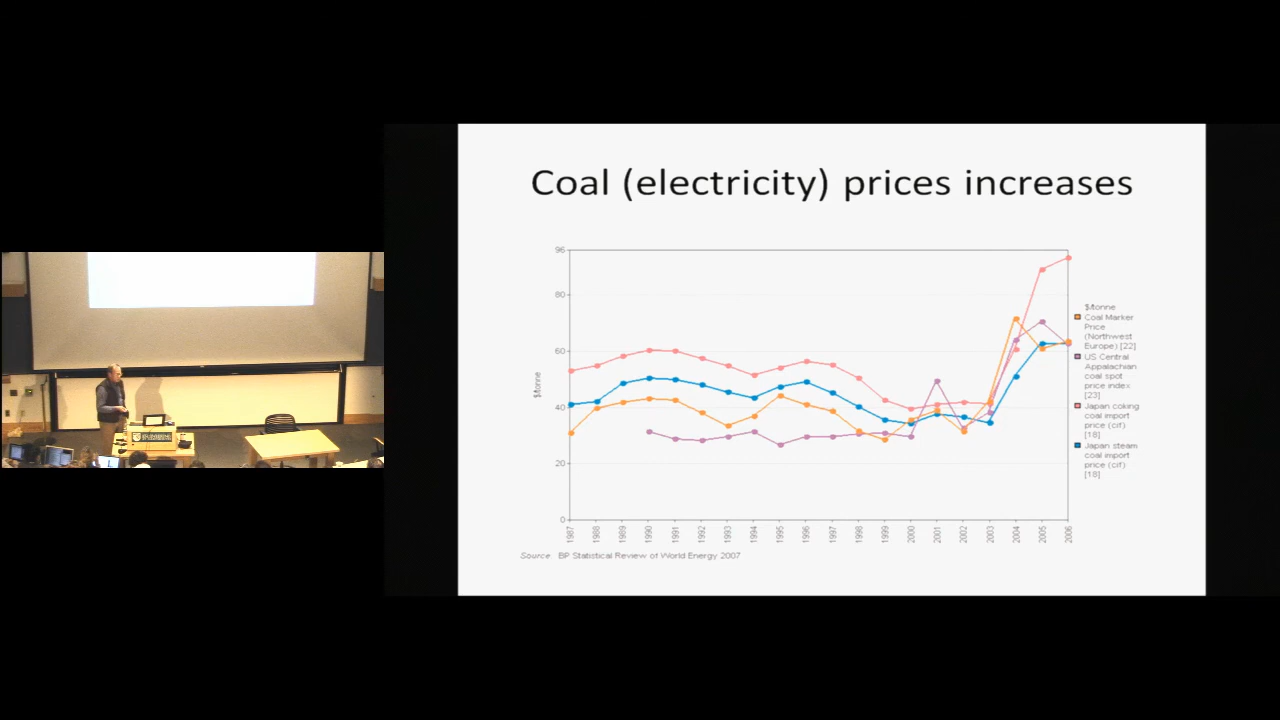 Coal (electricity) prices increases
96
80
60
40
20
0
$/tonne
1987 1988 1989 1990 1991 1992 1993 1994 1995 1996 1997 1998 1999 2000 2001 2002 2003 2004 2005 2006
$/tonne
Coal Marker
Price
(Northwest
Europe) [22]
US Central
Appalachian
coal spot
price index
[23]
Japan coking
coal import
price (cif)
[18]
Japan steam
coal import
price (cif)
[18]
Source: BP Statistical Review of World Energy 2007